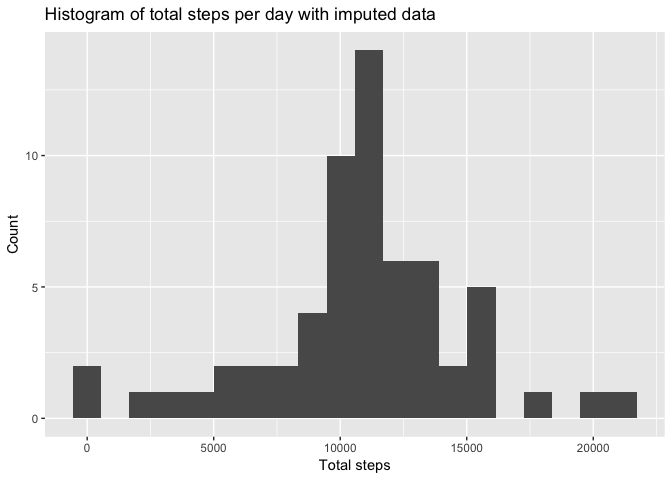 Histogram of total steps per day with imputed data
Count
10
5
0
0 5000 10000 15000 20000
Total steps